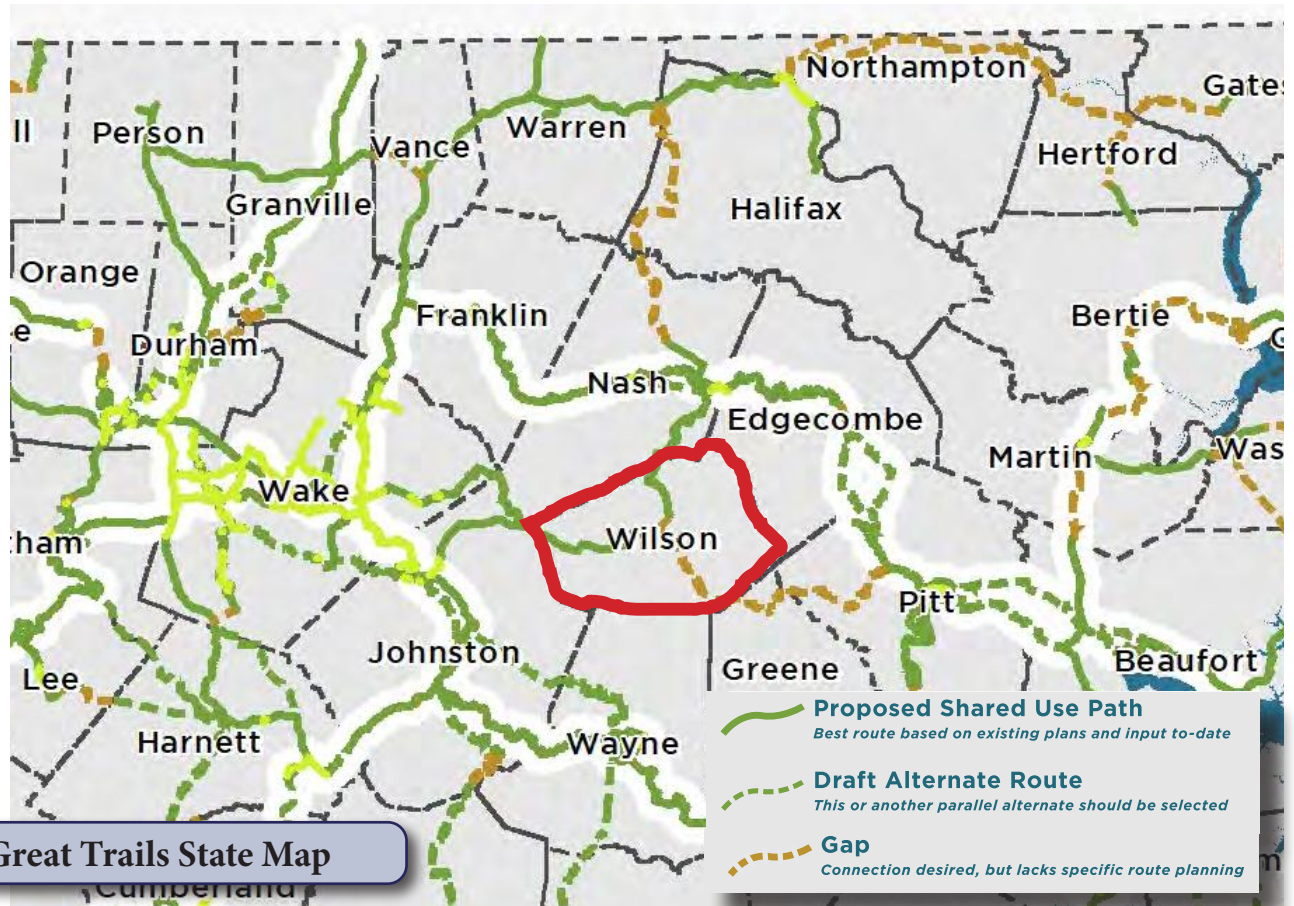 Northampton
Gates
ll
Person
Warren
Vance
Hertford
Granville
Halifax
Orange
Franklin
Bertie
e
Durham
Nash
Edgecombe
Martin
Was
Wake
Wilson
ham
Pitt
Johnston
Greene
Beaufort
Lee
Harnett
Wayne
Proposed Shared Use Path
Best route based on existing plans and input to-date
Draft Alternate Route
This or another parallel alternate should be selected
Gap
Connection desired, but lacks specific route planning
Great Trails State Map
Cumberland